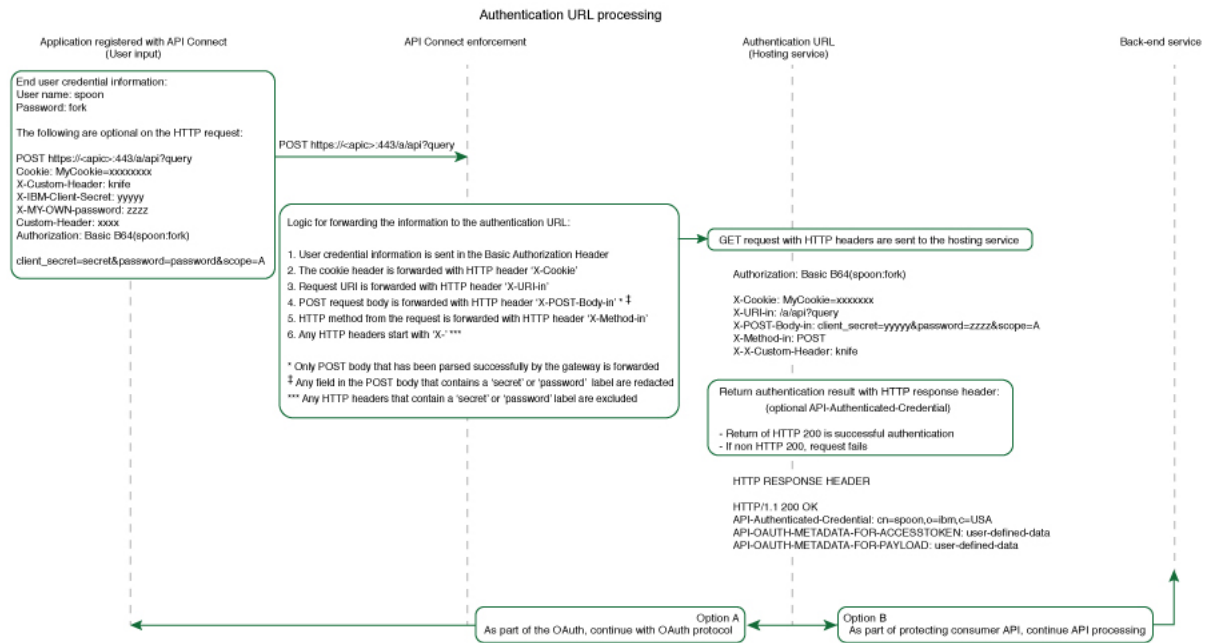 Authentication URL processing
Application registered with API Connect
(User input)
API Connect enforcement
Authentication URL
(Hosting service)
Back-end service
End user credential information:
User name: spoon
Password: fork
The following are optional on the HTTP request:
POST https://<apic>:443/a/api?query
Cookie: MyCookie=xxxxxxxx
X-Custom-Header: knife
X-IBM-Client-Secret: yyyyy
X-MY-OWN-password: zzzz
Custom-Header: xxxx
Authorization: Basic B64(spoon:fork)
client_secret=secret&password=password&scope=A
POST https://<apic>:443/a/api?query
Logic for forwarding the information to the authentication URL:
1. User credential information is sent in the Basic Authorization Header
2. The cookie header is forwarded with HTTP header ‘X-Cookie’
3. Request URI is forwarded with HTTP header ‘X-URI-in’
4. POST request body is forwarded with HTTP header ‘X-POST-Body-in’ * ‡
5. HTTP method from the request is forwarded with HTTP header ‘X-Method-in’
6. Any HTTP headers start with ‘X-’ ***
* Only POST body that has been parsed successfully by the gateway is forwarded
‡ Any field in the POST body that contains a ‘secret’ or ‘password’ label are redacted
*** Any HTTP headers that contain a ‘secret’ or ‘password’ label are excluded
GET request with HTTP headers are sent to the hosting service
Authorization: Basic B64(spoon:fork)
X-Cookie: MyCookie=xxxxxxx
X-URI-in: /a/api?query
X-POST-Body-in: client_secret=yyyyy&password=zzzz&scope=A
X-Method-in: POST
X-X-Custom-Header: knife
Return authentication result with HTTP response header:
(optional API-Authenticated-Credential)
- Return of HTTP 200 is successful authentication
- If non HTTP 200, request fails
HTTP RESPONSE HEADER
HTTP/1.1 200 OK
API-Authenticated-Credential: cn=spoon,o=ibm,c=USA
API-OAUTH-METADATA-FOR-ACCESSTOKEN: user-defined-data
API-OAUTH-METADATA-FOR-PAYLOAD: user-defined-data
Option A
As part of the OAuth, continue with OAuth protocol
Option B
As part of protecting consumer API, continue API processing